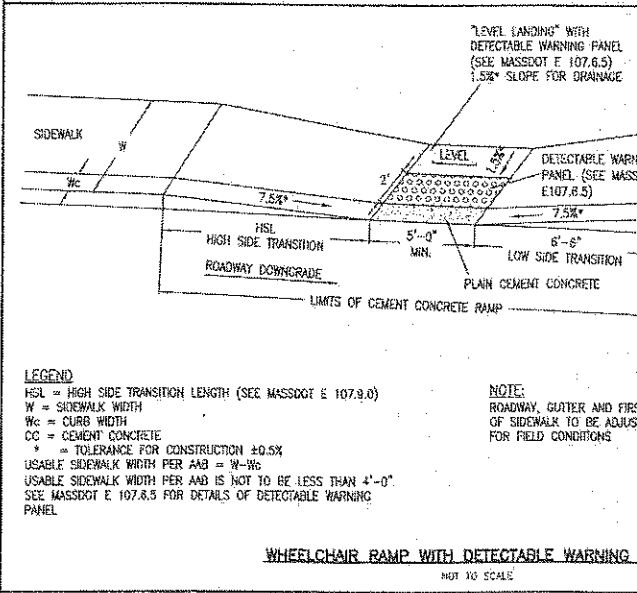 "LEVEL LANDING" WITH
DETECTABLE WARNING PANEL
(SEE MASSDOT E 107.6.5)
1.5%* SLOPE FOR DRAINAGE
SIDEWALK
W
Wc
LEVEL
1.5%*
2'
DETECTABLE WARN
PANEL (SEE MASS
E107.6.5)
7.5%*
7.5%*
HSL
HIGH SIDE TRANSITION
5'-0"
MIN.
6'-6"
LOW SIDE TRANSITION
ROADWAY DOWNGRADE
PLAIN CEMENT CONCRETE
LIMITS OF CEMENT CONCRETE RAMP
LEGEND
HSL = HIGH SIDE TRANSITION LENGTH (SEE MASSDOT E 107.9.0)
W = SIDEWALK WIDTH
Wc = CURB WIDTH
CC = CEMENT CONCRETE
* = TOLERANCE FOR CONSTRUCTION ±0.5%
USABLE SIDEWALK WIDTH PER AAB = W-Wc
USABLE SIDEWALK WIDTH PER AAB IS NOT TO BE LESS THAN 4'-0"
SEE MASSDOT E 107.6.5 FOR DETAILS OF DETECTABLE WARNING
PANEL
NOTE:
ROADWAY, GUTTER AND FIRS
OF SIDEWALK TO BE ADJUS
FOR FIELD CONDITIONS
WHEELCHAIR RAMP WITH DETECTABLE WARNING
NOT TO SCALE